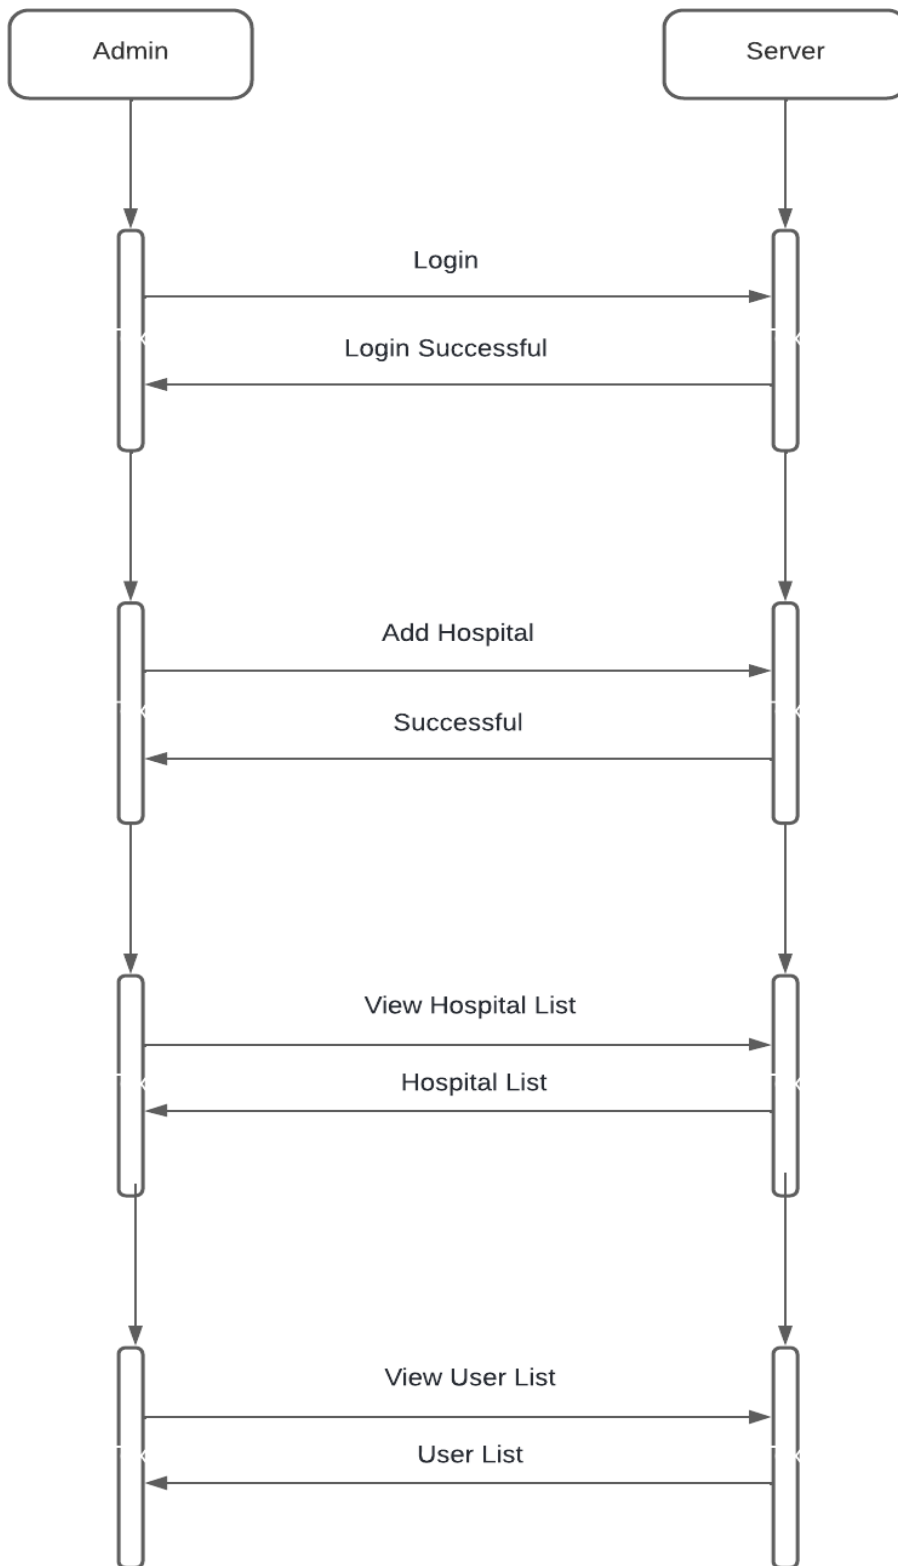 Admin
Server
Login
Login Successful
Add Hospital
Successful
View Hospital List
Hospital List
View User List
User List